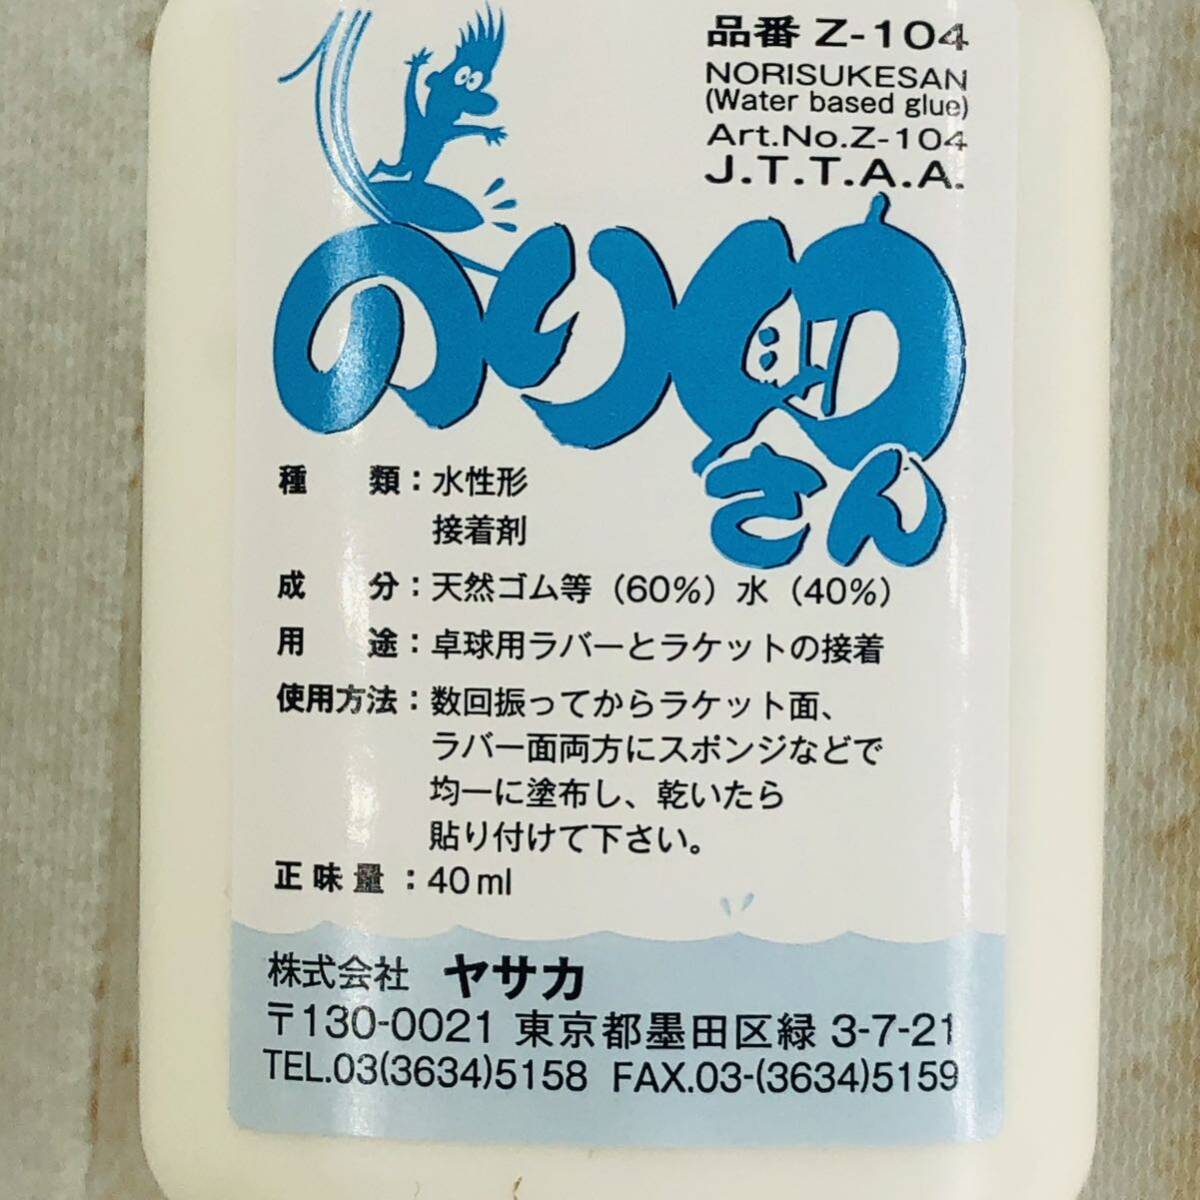 品番 Z-104
NORISUKESAN
(Water based glue)
Art.No.Z-104
J.T.T.A.A.
のり助
さん
種　類：水性形
接着剤
成　分：天然ゴム等（60%）水（40%）
用　途：卓球用ラバーとラケットの接着
使用方法：数回振ってからラケット面、
ラバー面両方にスポンジなどで
均一に塗布し、乾いたら
貼り付けて下さい。
正味量：40ml
株式会社 ヤサカ
〒130-0021 東京都墨田区緑 3-7-21
TEL.03(3634)5158 FAX.03-(3634)5159